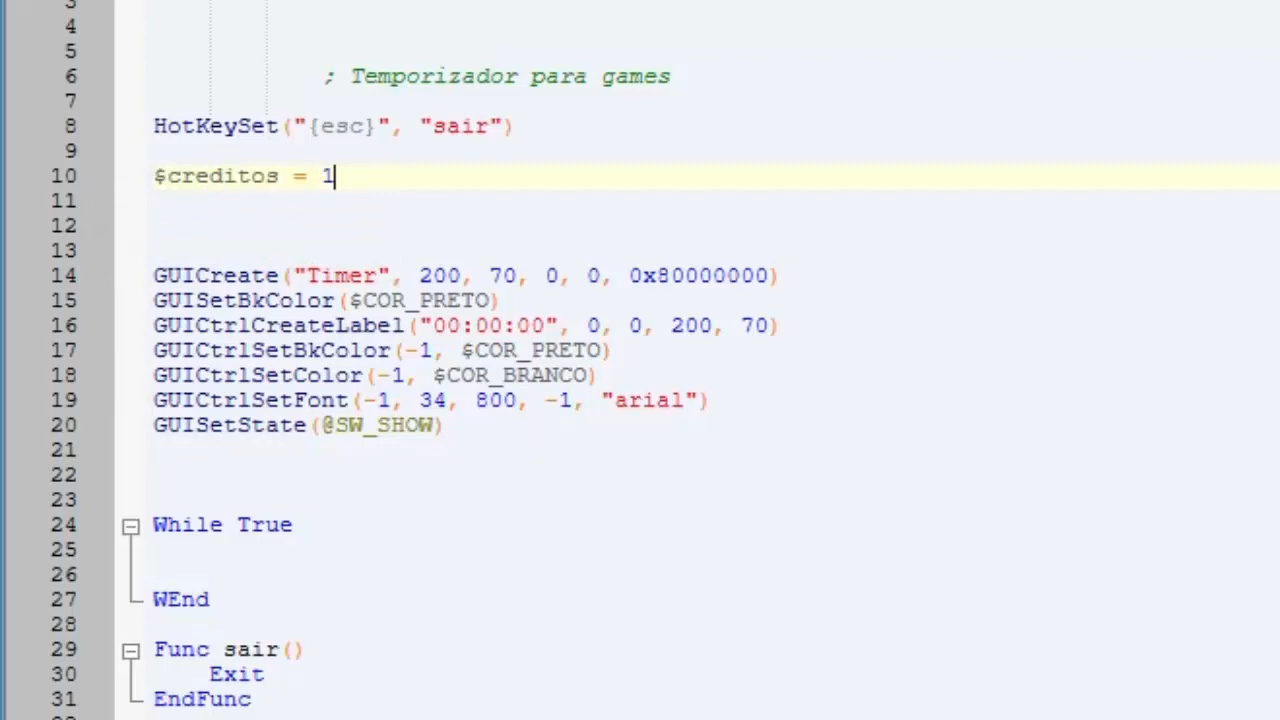 3
4
5
6 ; Temporizador para games
7
8 HotKeySet("{esc}", "sair")
9
10 $creditos = 1
11
12
13
14 GUICreate("Timer", 200, 70, 0, 0, 0x80000000)
15 GUISetBkColor($COR_PRETO)
16 GUICtrlCreateLabel("00:00:00", 0, 0, 200, 70)
17 GUICtrlSetBkColor(-1, $COR_PRETO)
18 GUICtrlSetColor(-1, $COR_BRANCO)
19 GUICtrlSetFont(-1, 34, 800, -1, "arial")
20 GUISetState(@SW_SHOW)
21
22
23
24 While True
25
26
27 WEnd
28
29 Func sair()
30 Exit
31 EndFunc